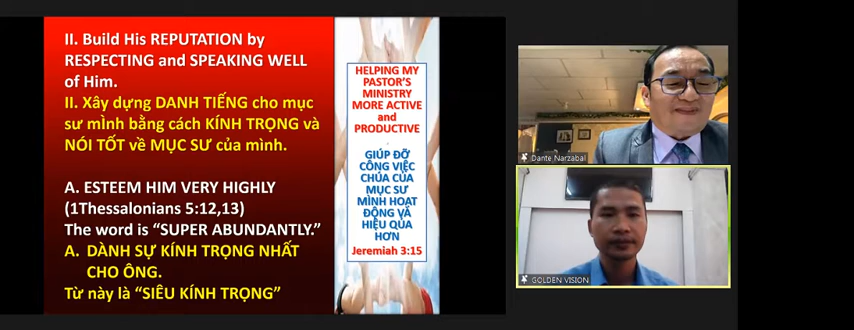 II. Build His REPUTATION by
RESPECTING and SPEAKING WELL
of Him.
II. Xây dựng DANH TIẾNG cho mục
sư mình bằng cách KÍNH TRỌNG và
NÓI TỐT về MỤC SƯ của mình.
A. ESTEEM HIM VERY HIGHLY
(1Thessalonians 5:12,13)
The word is “SUPER ABUNDANTLY.”
A. DÀNH SỰ KÍNH TRỌNG NHẤT
CHO ÔNG.
Từ này là “SIÊU KÍNH TRỌNG”
HELPING MY
PASTOR’S
MINISTRY
MORE ACTIVE
and
PRODUCTIVE
GIÚP ĐỠ
CÔNG VIỆC
CHÚA CỦA
MỤC SƯ
MÌNH HOẠT
ĐỘNG VÀ
HIỆU QUẢ
HƠN
Jeremiah 3:15
Dante Narzabal
GOLDEN VISION